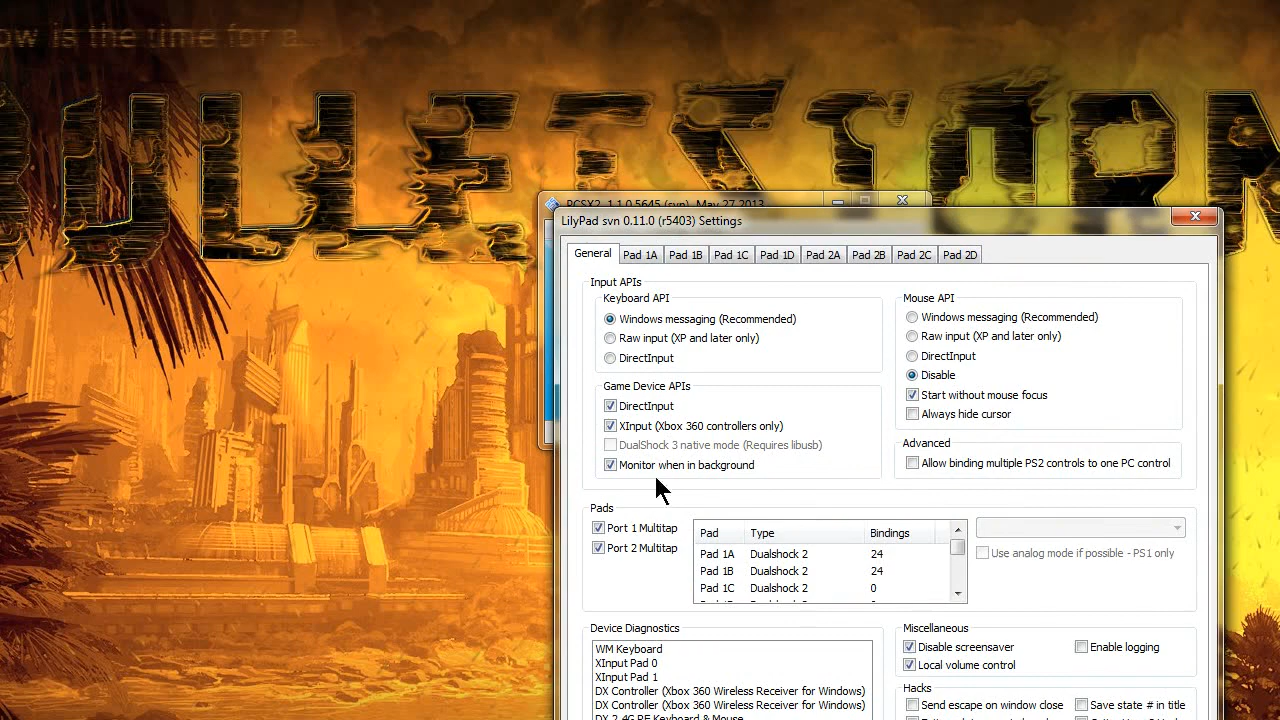 ow is the time for a...
BULLETSTORM
PCSX2 1.1.0.5645 (svn) May 27 2013
LilyPad svn 0.11.0 (r5403) Settings
General Pad 1A Pad 1B Pad 1C Pad 1D Pad 2A Pad 2B Pad 2C Pad 2D
Input APIs
Keyboard API
Windows messaging (Recommended)
Raw input (XP and later only)
DirectInput
Mouse API
Windows messaging (Recommended)
Raw input (XP and later only)
DirectInput
Disable
Start without mouse focus
Always hide cursor
Game Device APIs
DirectInput
XInput (Xbox 360 controllers only)
DualShock 3 native mode (Requires libusb)
Monitor when in background
Advanced
Allow binding multiple PS2 controls to one PC control
Pads
Port 1 Multitap
Port 2 Multitap
Pad Type Bindings
Pad 1A Dualshock 2 24
Pad 1B Dualshock 2 24
Pad 1C Dualshock 2 0
Use analog mode if possible - PS1 only
Device Diagnostics
WM Keyboard
XInput Pad 0
XInput Pad 1
DX Controller (Xbox 360 Wireless Receiver for Windows)
DX Controller (Xbox 360 Wireless Receiver for Windows)
DX 2.4G RF Keyboard & Mouse
Miscellaneous
Disable screensaver
Enable logging
Local volume control
Hacks
Send escape on window close
Save state # in title